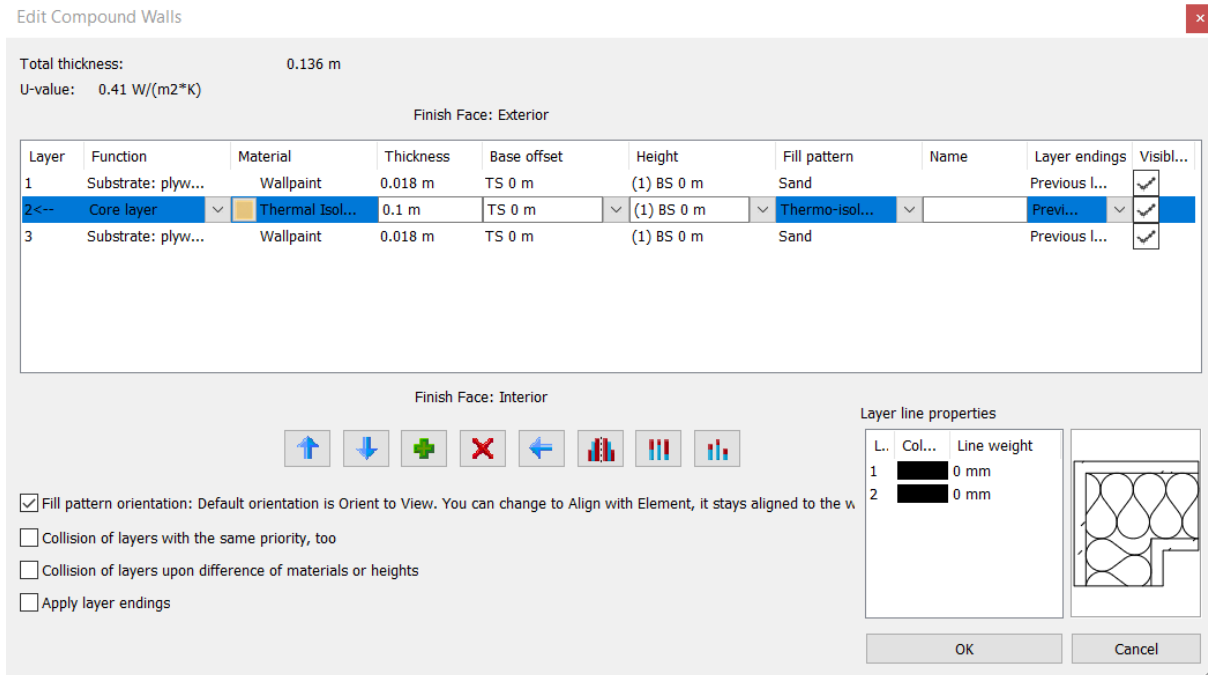 Edit Compound Walls
Total thickness: 0.136 m
U-value: 0.41 W/(m2*K)
Finish Face: Exterior
Layer Function Material Thickness Base offset Height Fill pattern Name Layer endings Visibl...
1 Substrate: plyw... Wallpaint 0.018 m TS 0 m (1) BS 0 m Sand Previous l...
2<-- Core layer Thermal Isol... 0.1 m TS 0 m (1) BS 0 m Thermo-isol... Previ...
3 Substrate: plyw... Wallpaint 0.018 m TS 0 m (1) BS 0 m Sand Previous l...
Finish Face: Interior
Layer line properties
L.. Col... Line weight
1 0 mm
2 0 mm
Fill pattern orientation: Default orientation is Orient to View. You can change to Align with Element, it stays aligned to the w
Collision of layers with the same priority, too
Collision of layers upon difference of materials or heights
Apply layer endings
OK Cancel